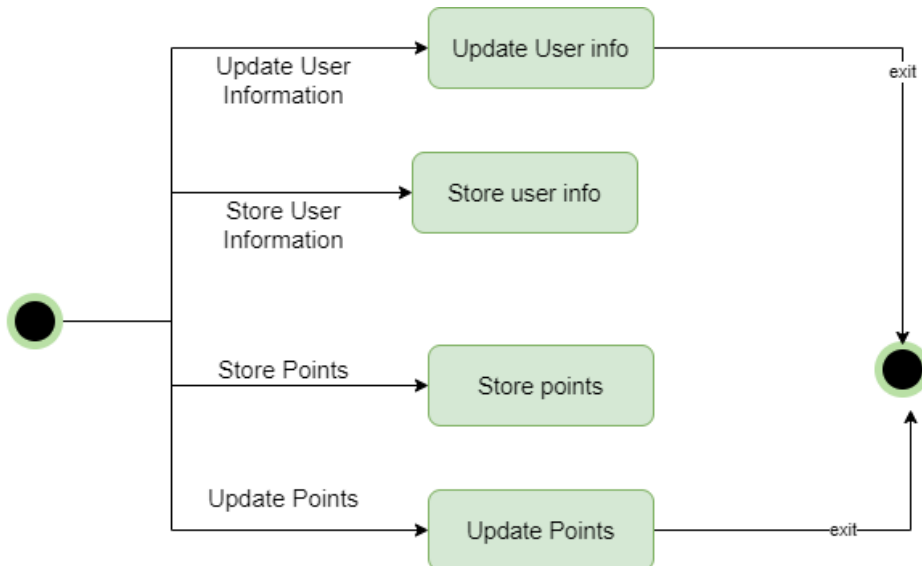 Update User info
exit
Update User
Information
Store user info
Store User
Information
Store Points
Store points
Update Points
Update Points
exit